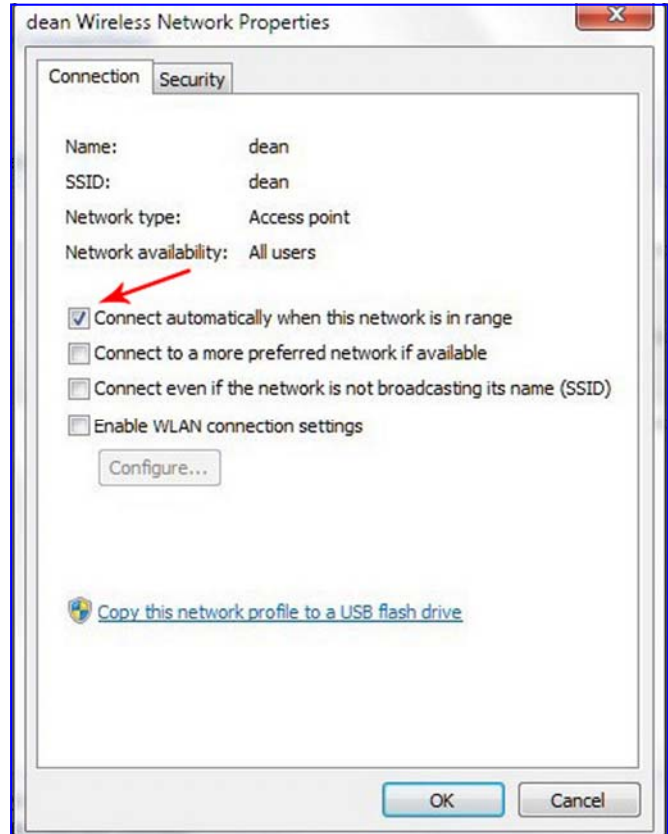 dean Wireless Network Properties
Connection
Security
Name: dean
SSID: dean
Network type: Access point
Network availability: All users
Connect automatically when this network is in range
Connect to a more preferred network if available
Connect even if the network is not broadcasting its name (SSID)
Enable WLAN connection settings
Configure...
Copy this network profile to a USB flash drive
OK
Cancel